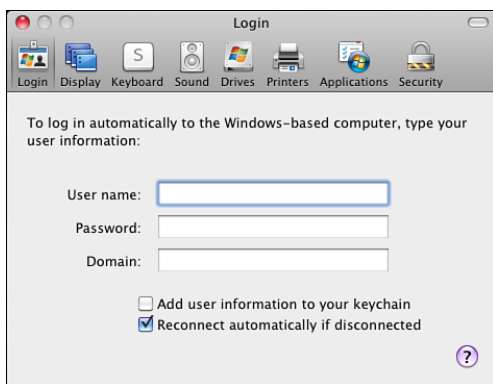 Login
Login Display Keyboard Sound Drives Printers Applications Security
To log in automatically to the Windows-based computer, type your
user information:
User name:
Password:
Domain:
Add user information to your keychain
Reconnect automatically if disconnected
?